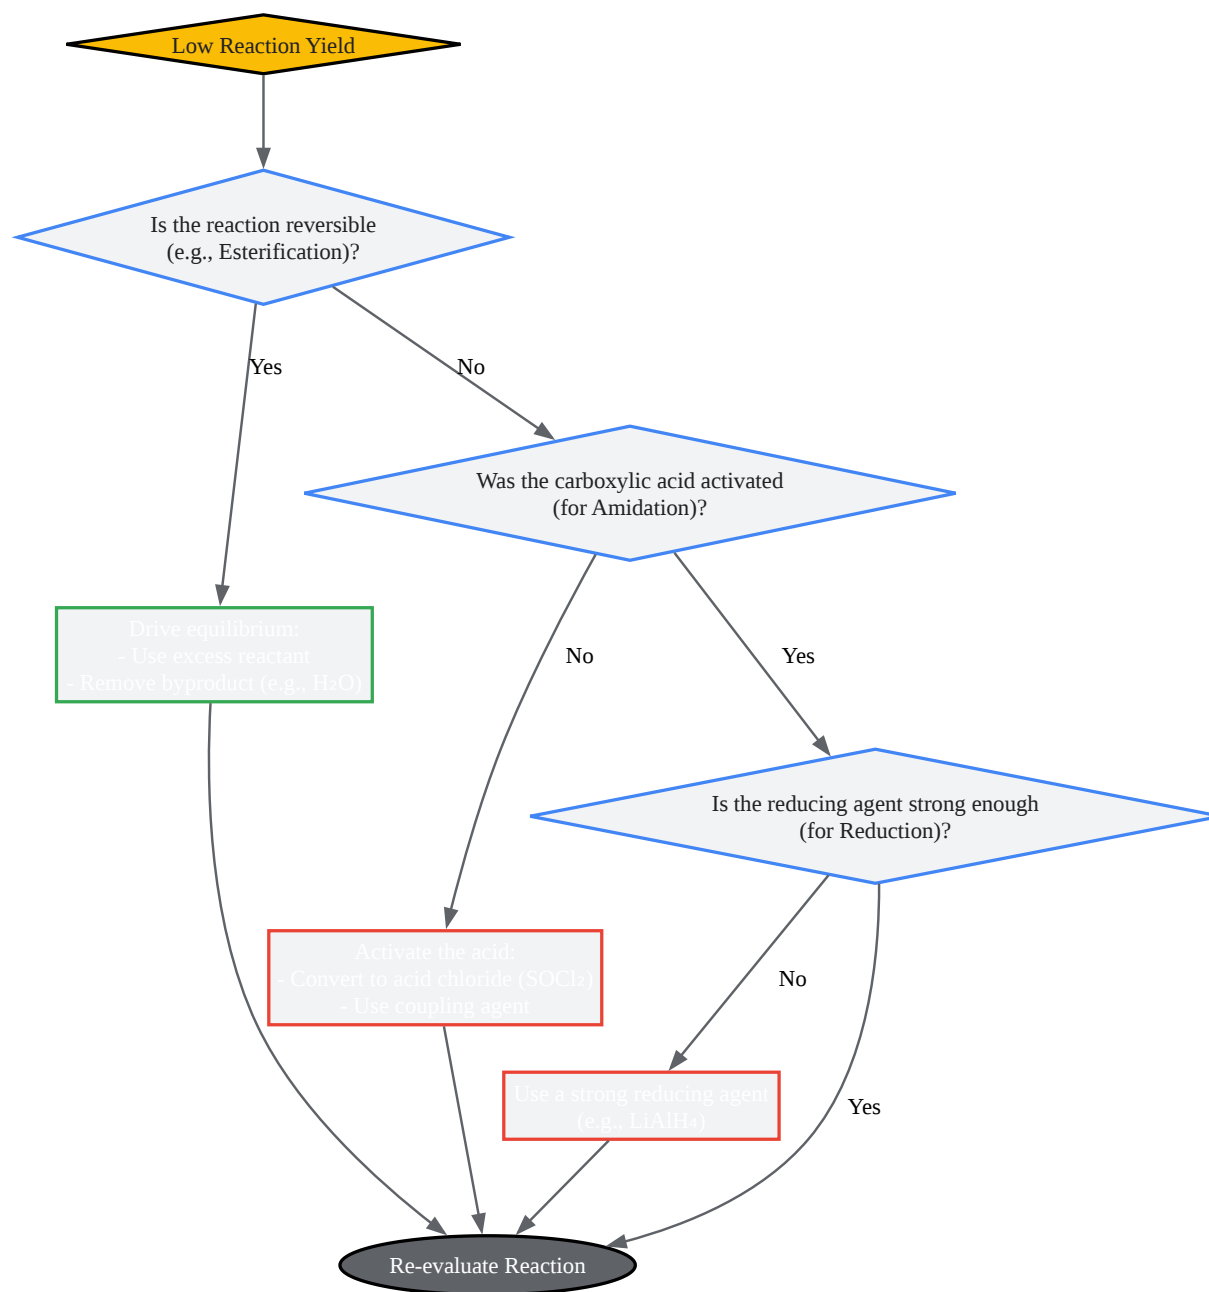 Low Reaction Yield
Is the reaction reversible
(e.g., Esterification)?
Yes
No
Was the carboxylic acid activated
(for Amidation)?
Drive equilibrium:
- Use excess reactant
- Remove byproduct (e.g., H₂O)
No
Yes
Is the reducing agent strong enough
(for Reduction)?
Activate the acid:
- Convert to acid chloride (SOCl₂)
- Use coupling agent
No
Use a strong reducing agent
(e.g., LiAlH₄)
Yes
Re-evaluate Reaction